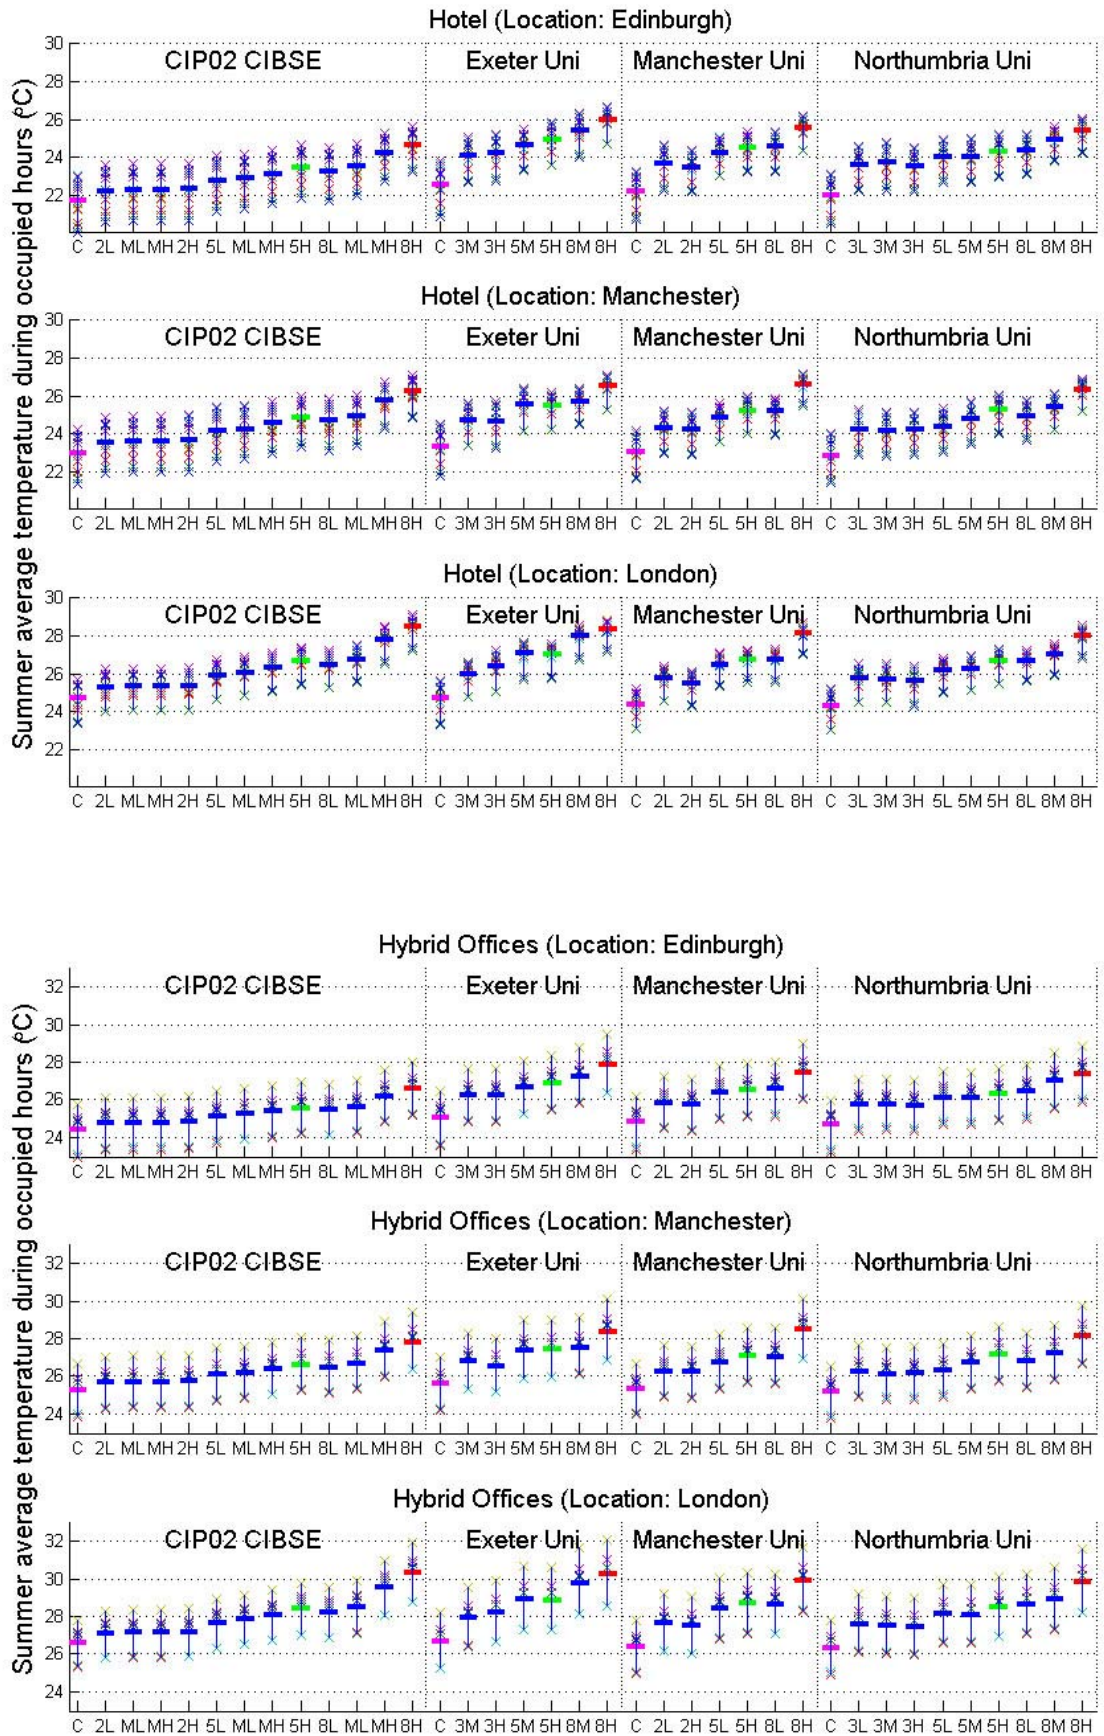 Hotel (Location: Edinburgh)
CIP02 CIBSE Exeter Uni Manchester Uni Northumbria Uni
30
28
26
24
22
C 2L ML MH 2H 5L ML MH 5H 8L ML MH 8H C 3M 3H 5M 5H 8M 8H C 2L 2H 5L 5H 8L 8H C 3L 3M 3H 5L 5M 5H 8L 8M 8H
Summer average temperature during occupied hours (ºC)
Hotel (Location: Manchester)
CIP02 CIBSE Exeter Uni Manchester Uni Northumbria Uni
30
28
26
24
22
C 2L ML MH 2H 5L ML MH 5H 8L ML MH 8H C 3M 3H 5M 5H 8M 8H C 2L 2H 5L 5H 8L 8H C 3L 3M 3H 5L 5M 5H 8L 8M 8H
Hotel (Location: London)
CIP02 CIBSE Exeter Uni Manchester Uni Northumbria Uni
30
28
26
24
22
C 2L ML MH 2H 5L ML MH 5H 8L ML MH 8H C 3M 3H 5M 5H 8M 8H C 2L 2H 5L 5H 8L 8H C 3L 3M 3H 5L 5M 5H 8L 8M 8H
Hybrid Offices (Location: Edinburgh)
CIP02 CIBSE Exeter Uni Manchester Uni Northumbria Uni
32
30
28
26
24
C 2L ML MH 2H 5L ML MH 5H 8L ML MH 8H C 3M 3H 5M 5H 8M 8H C 2L 2H 5L 5H 8L 8H C 3L 3M 3H 5L 5M 5H 8L 8M 8H
Summer average temperature during occupied hours (ºC)
Hybrid Offices (Location: Manchester)
CIP02 CIBSE Exeter Uni Manchester Uni Northumbria Uni
32
30
28
26
24
C 2L ML MH 2H 5L ML MH 5H 8L ML MH 8H C 3M 3H 5M 5H 8M 8H C 2L 2H 5L 5H 8L 8H C 3L 3M 3H 5L 5M 5H 8L 8M 8H
Hybrid Offices (Location: London)
CIP02 CIBSE Exeter Uni Manchester Uni Northumbria Uni
32
30
28
26
24
C 2L ML MH 2H 5L ML MH 5H 8L ML MH 8H C 3M 3H 5M 5H 8M 8H C 2L 2H 5L 5H 8L 8H C 3L 3M 3H 5L 5M 5H 8L 8M 8H